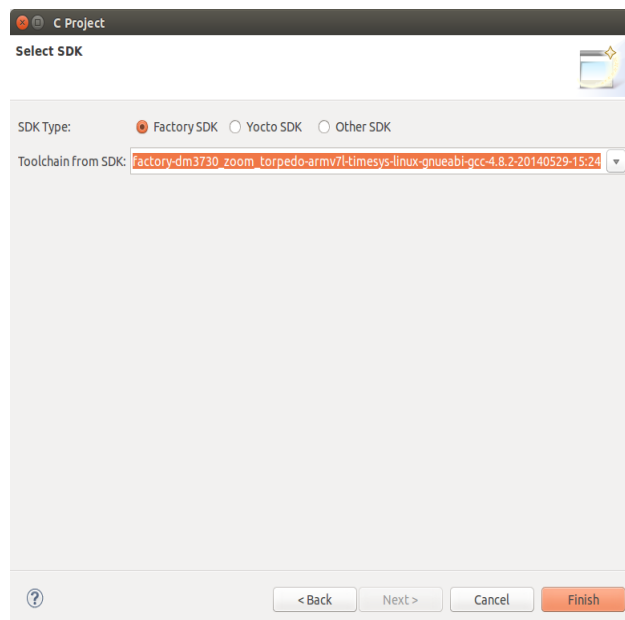 C Project
Select SDK
SDK Type: Factory SDK Yocto SDK Other SDK
Toolchain from SDK: factory-dm3730_zoom_torpedo-armv7l-timesys-linux-gnueabi-gcc-4.8.2-20140529-15:24
? < Back Next > Cancel Finish